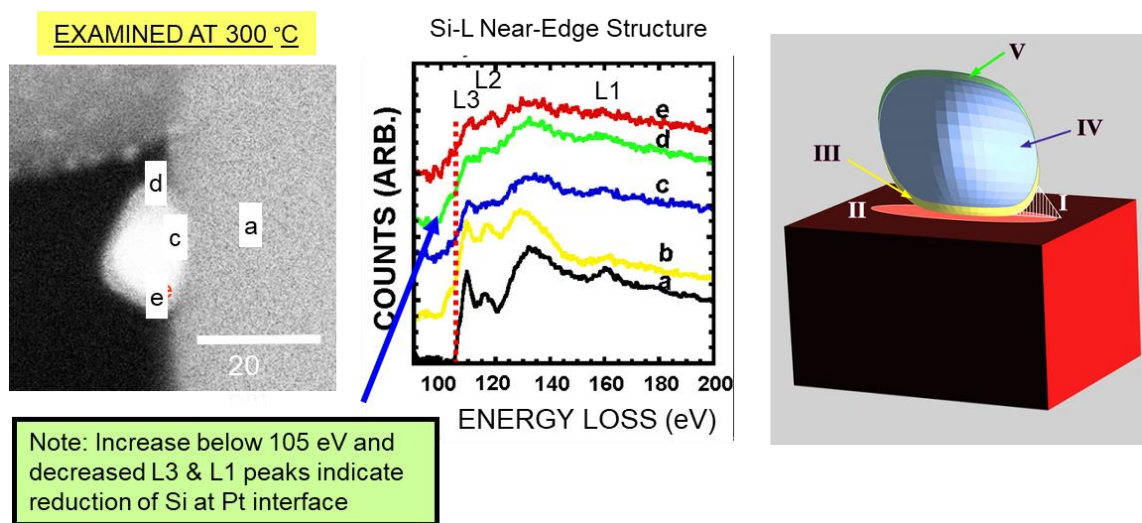 EXAMINED AT 300 °C
d
c
a
e
e
20
nm
Si-L Near-Edge Structure
COUNTS (ARB.)
L3
L2
L1
e
d
c
b
a
100 120 140 160 180 200
ENERGY LOSS (eV)
Note: Increase below 105 eV and
decreased L3 & L1 peaks indicate
reduction of Si at Pt interface
V
IV
III
II
I